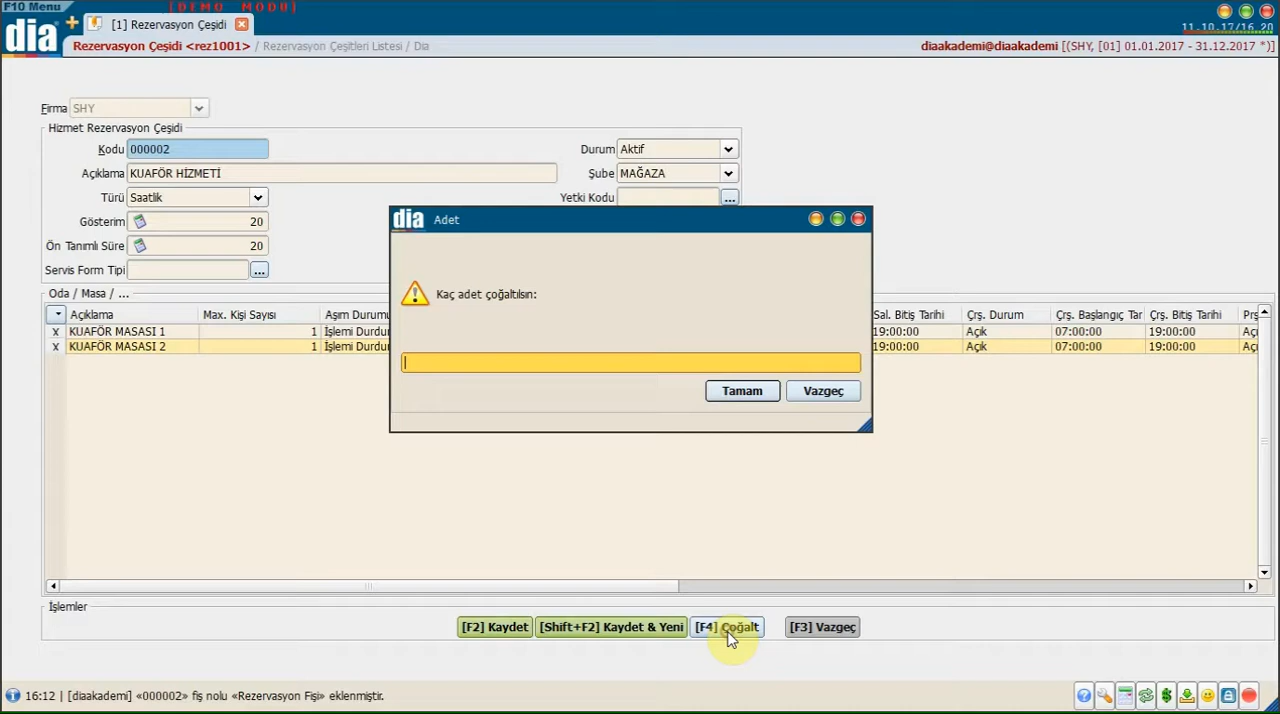 F10 Menu
[DEMO MODU]
[1] Rezervasyon Çeşidi
11.10.17/16.20
dia
Rezervasyon Çeşidi <rez1001> / Rezervasyon Çeşitleri Listesi / Dia
diaakademi@diaakademi [(SHY, [01] 01.01.2017 - 31.12.2017 *)]
Firma SHY
Hizmet Rezervasyon Çeşidi
Kodu 000002
Durum Aktif
Açıklama KUAFÖR HİZMETİ
Şube MAĞAZA
Türü Saatlik
Yetki Kodu ...
Gösterim 20
Ön Tanımlı Süre 20
Servis Form Tipi ...
dia Adet
Kaç adet çoğaltılsın:
Tamam Vazgeç
Oda / Masa / ...
Açıklama Max. Kişi Sayısı Aşım Durumu Sal. Bitiş Tarihi Çrş. Durum Çrş. Başlangıç Tar Çrş. Bitiş Tarihi Prş
x KUAFÖR MASASI 1 1 İşlemi Durdu 19:00:00 Açık 07:00:00 19:00:00 Açı
x KUAFÖR MASASI 2 1 İşlemi Durdu 19:00:00 Açık 07:00:00 19:00:00 Açı
İşlemler
[F2] Kaydet [Shift+F2] Kaydet & Yeni [F4] Çoğalt [F3] Vazgeç
16:12 | [diaakademi] «000002» fiş nolu «Rezervasyon Fişi» eklenmiştir.